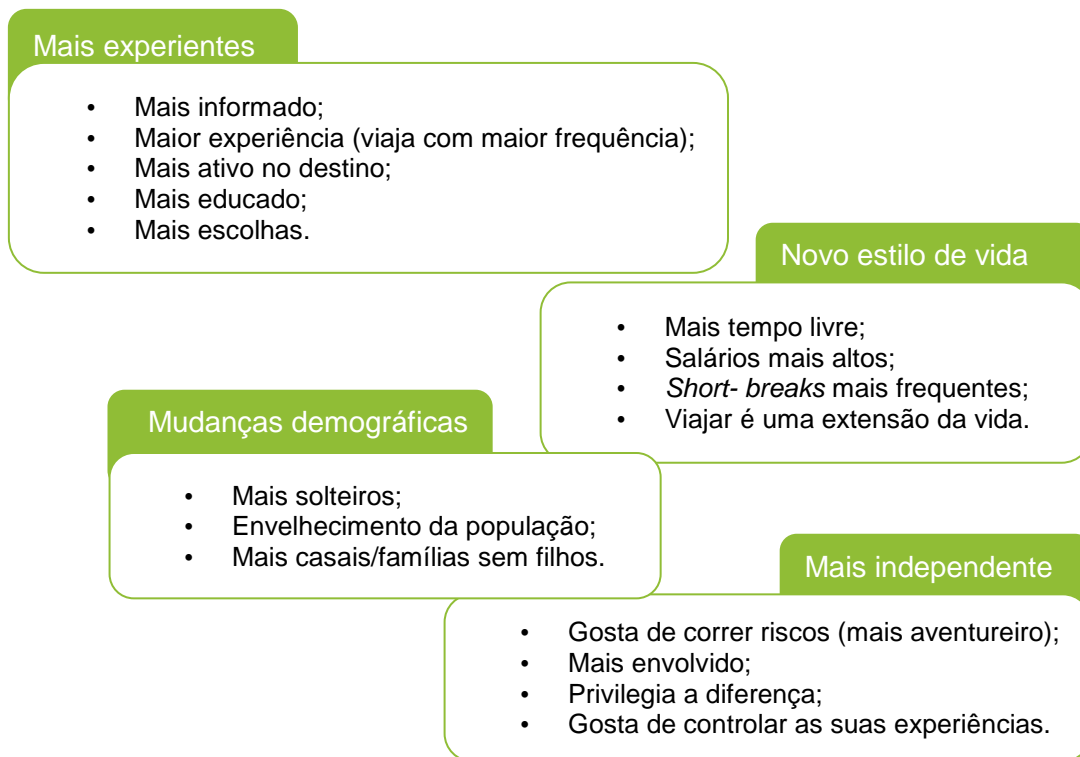 Mais experientes
• Mais informado;
• Maior experiência (viaja com maior frequência);
• Mais ativo no destino;
• Mais educado;
• Mais escolhas.
Novo estilo de vida
• Mais tempo livre;
• Salários mais altos;
• Short- breaks mais frequentes;
• Viajar é uma extensão da vida.
Mudanças demográficas
• Mais solteiros;
• Envelhecimento da população;
• Mais casais/famílias sem filhos.
Mais independente
• Gosta de correr riscos (mais aventureiro);
• Mais envolvido;
• Privilegia a diferença;
• Gosta de controlar as suas experiências.